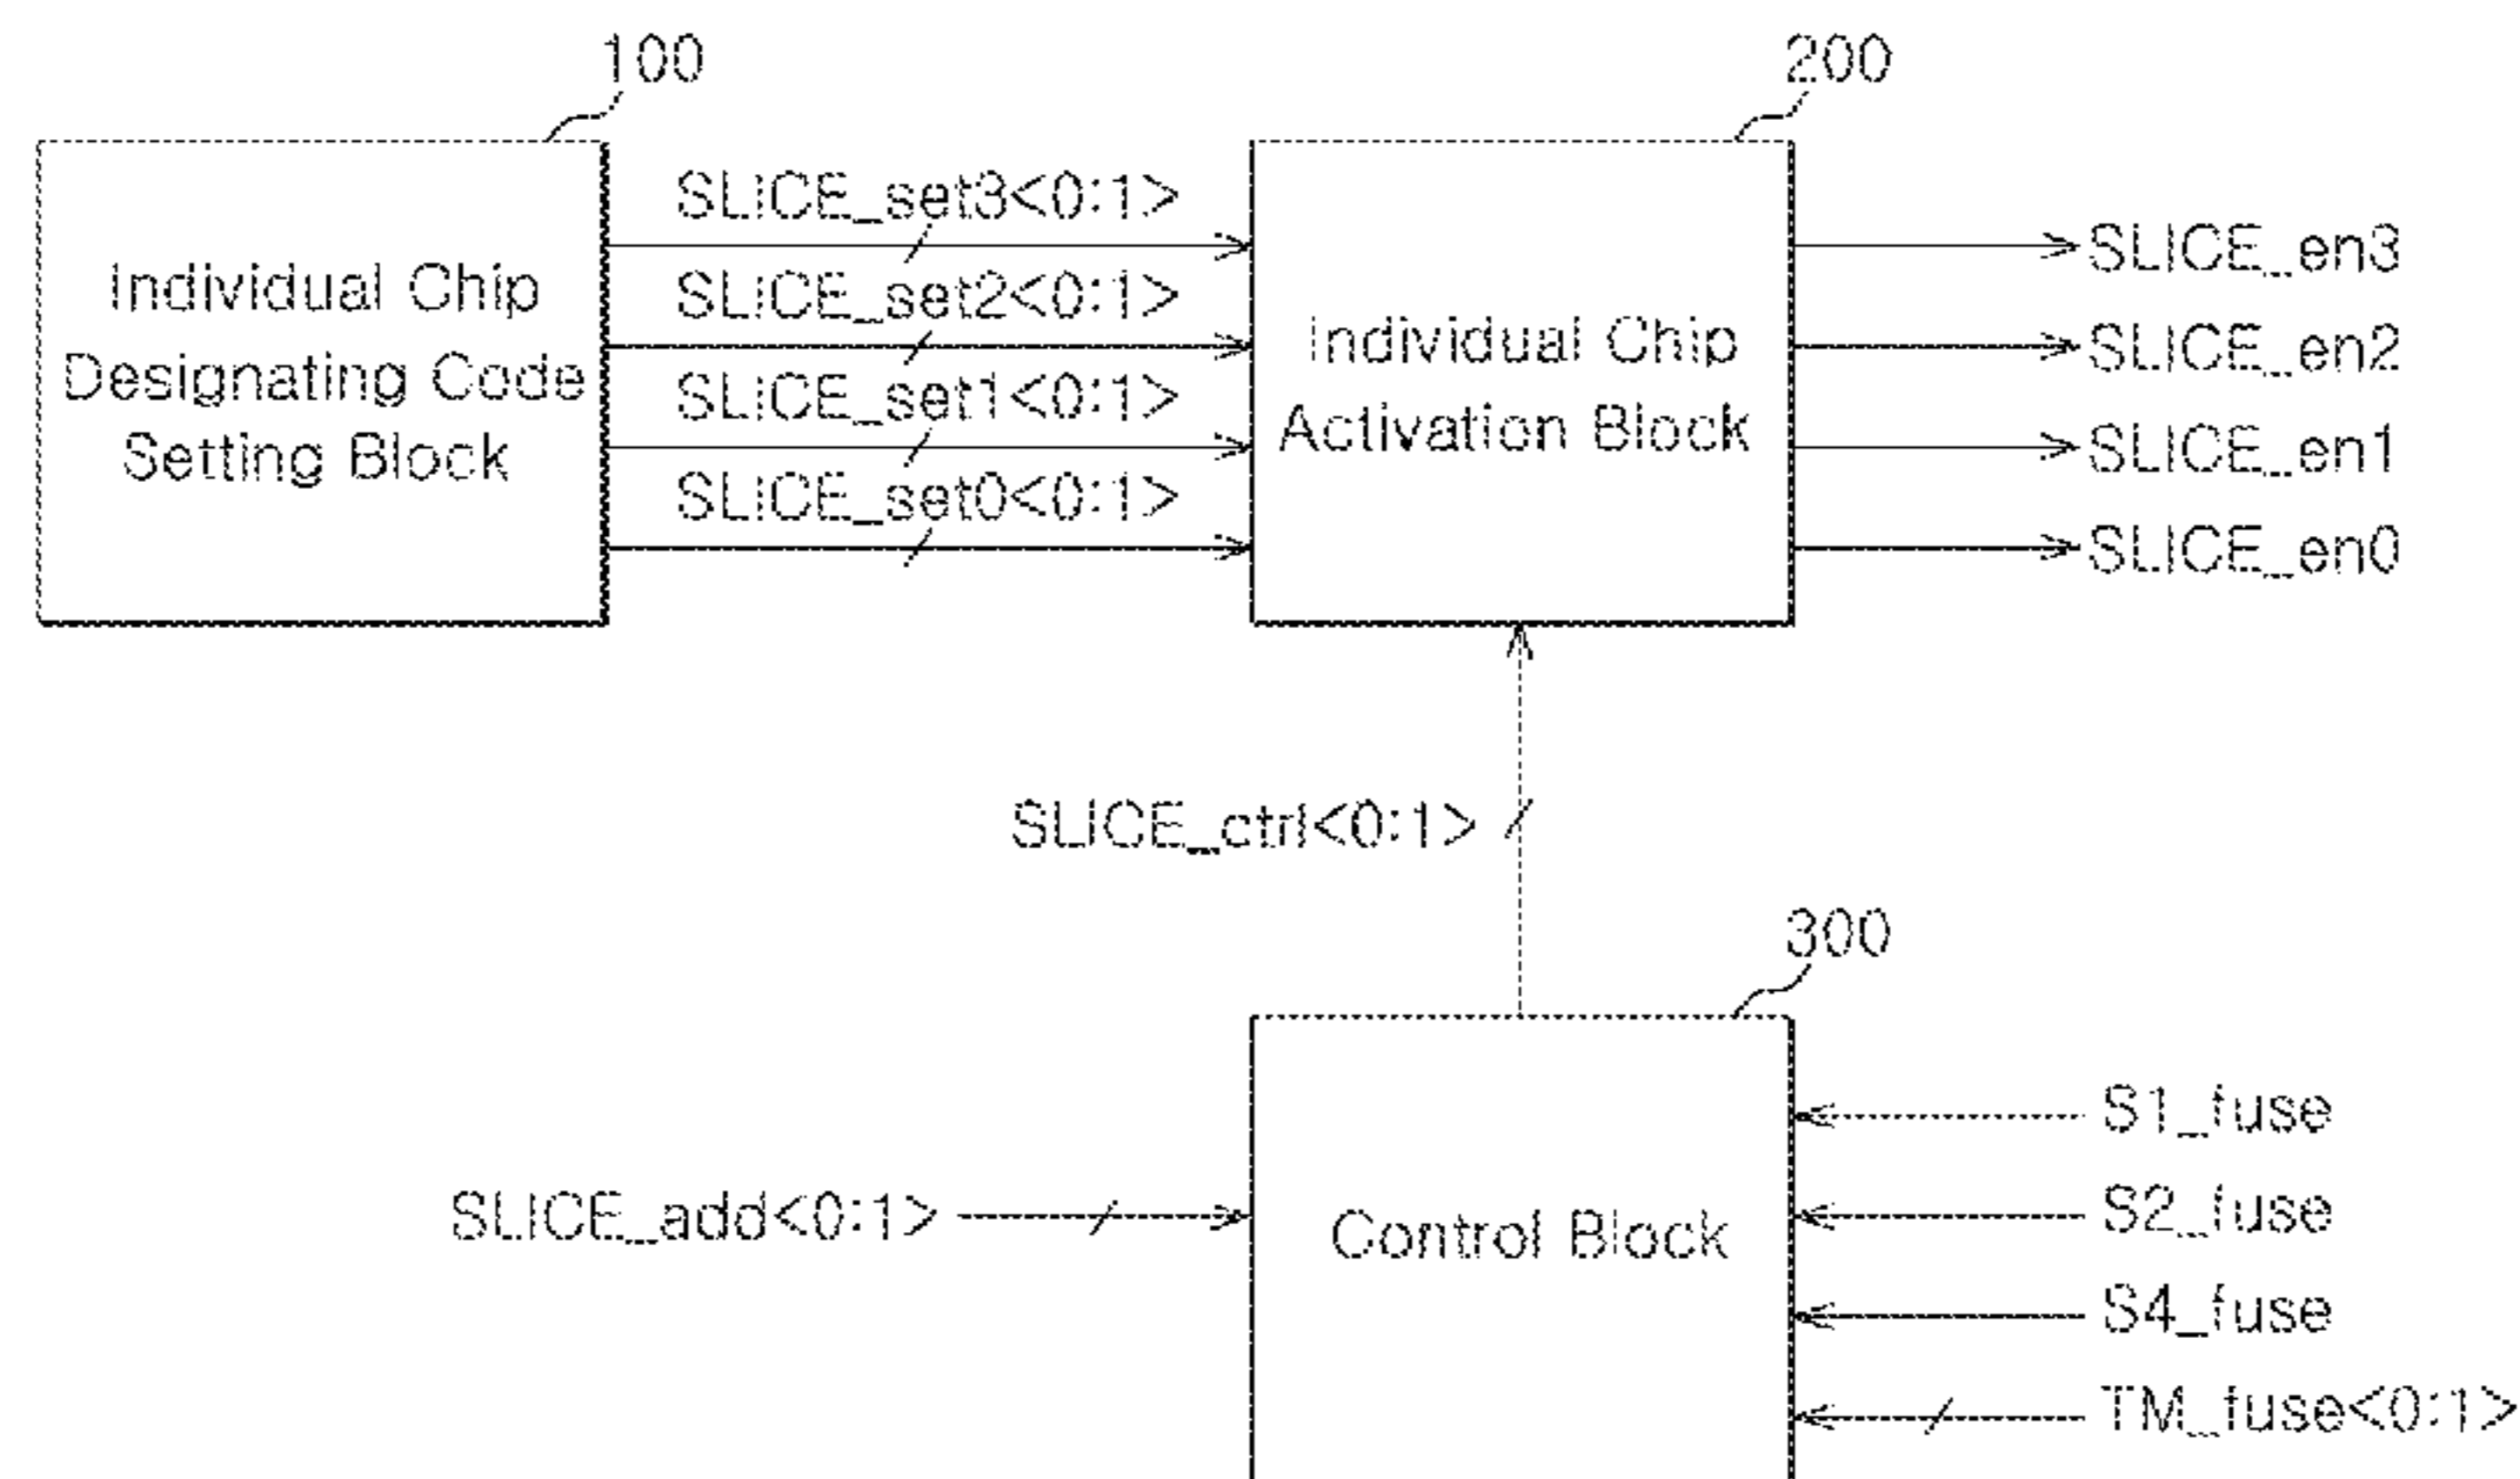 100
200
Individual Chip
Designating Code
Setting Block
SLICE_set3<0:1>
SLICE_set2<0:1>
SLICE_set1<0:1>
SLICE_set0<0:1>
Individual Chip
Activation Block
SLICE_en3
SLICE_en2
SLICE_en1
SLICE_en0
SLICE_ctrl<0:1>
300
SLICE_add<0:1>
Control Block
S1_fuse
S2_fuse
S4_fuse
TM_fuse<0:1>